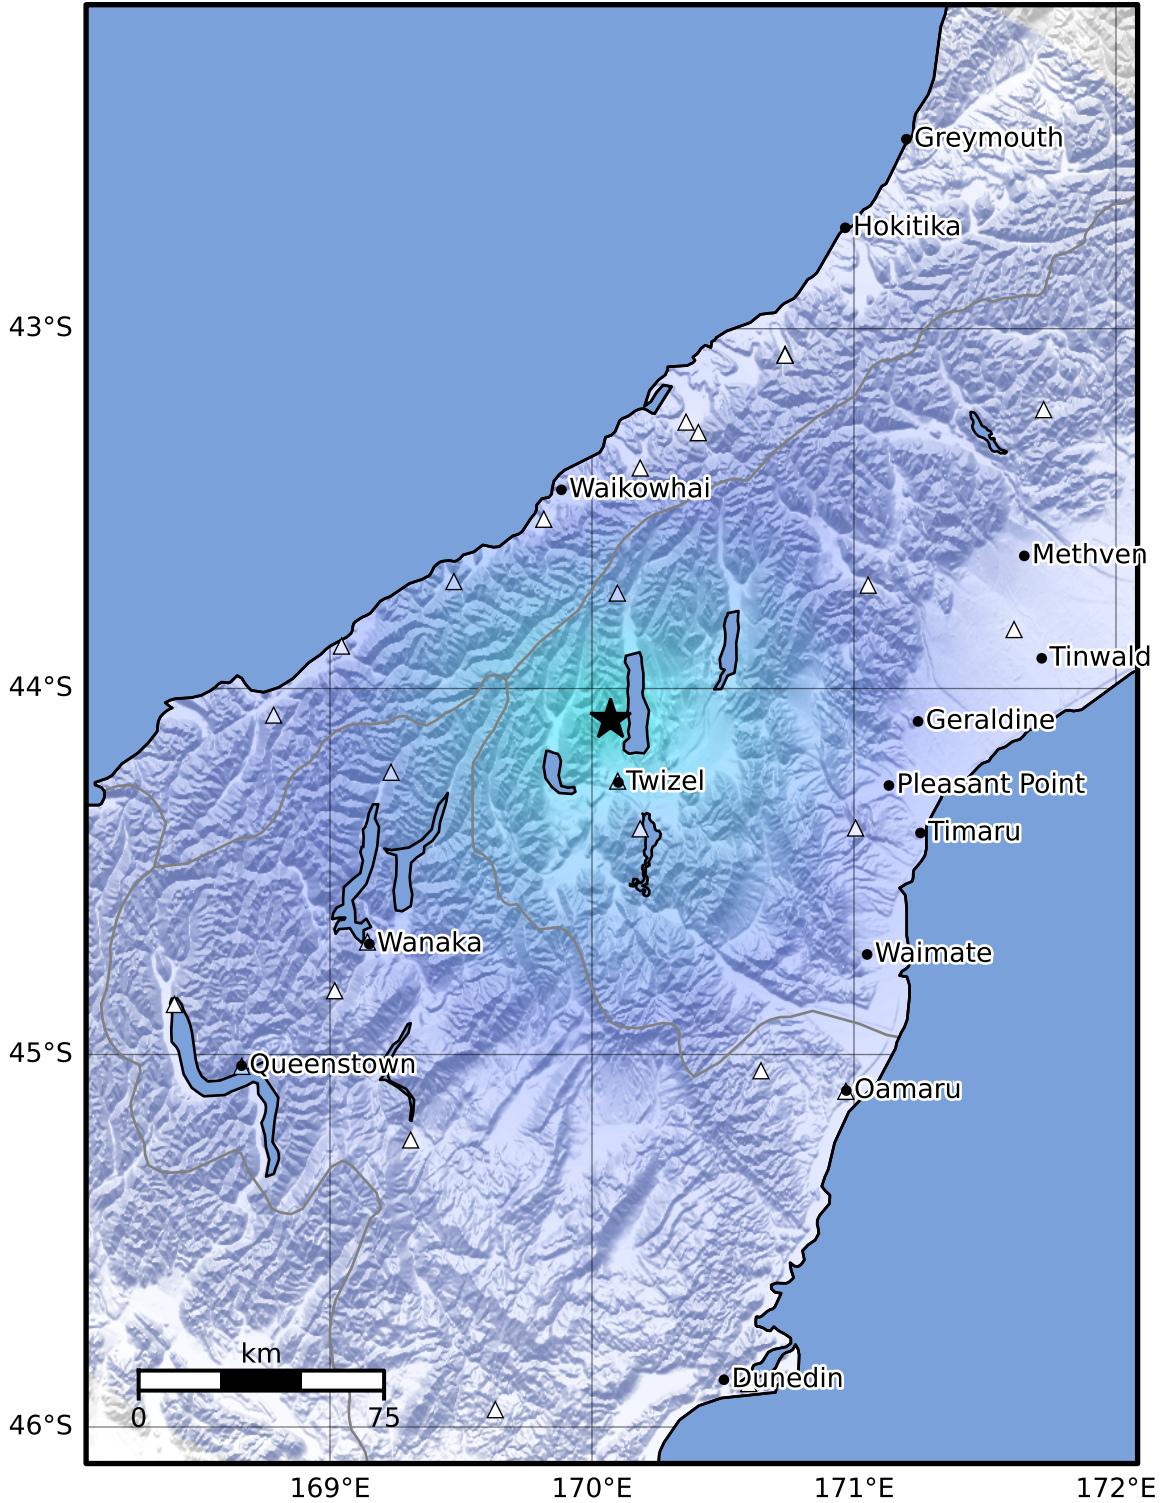 Greymouth
Hokitika
43°S
Waikowhai
Methven
Tinwald
44°S
Geraldine
Twizel
Pleasant Point
Timaru
Wanaka
Waimate
45°S
Queenstown
Oamaru
km
Dunedin
0 75
46°S
169°E 170°E 171°E 172°E